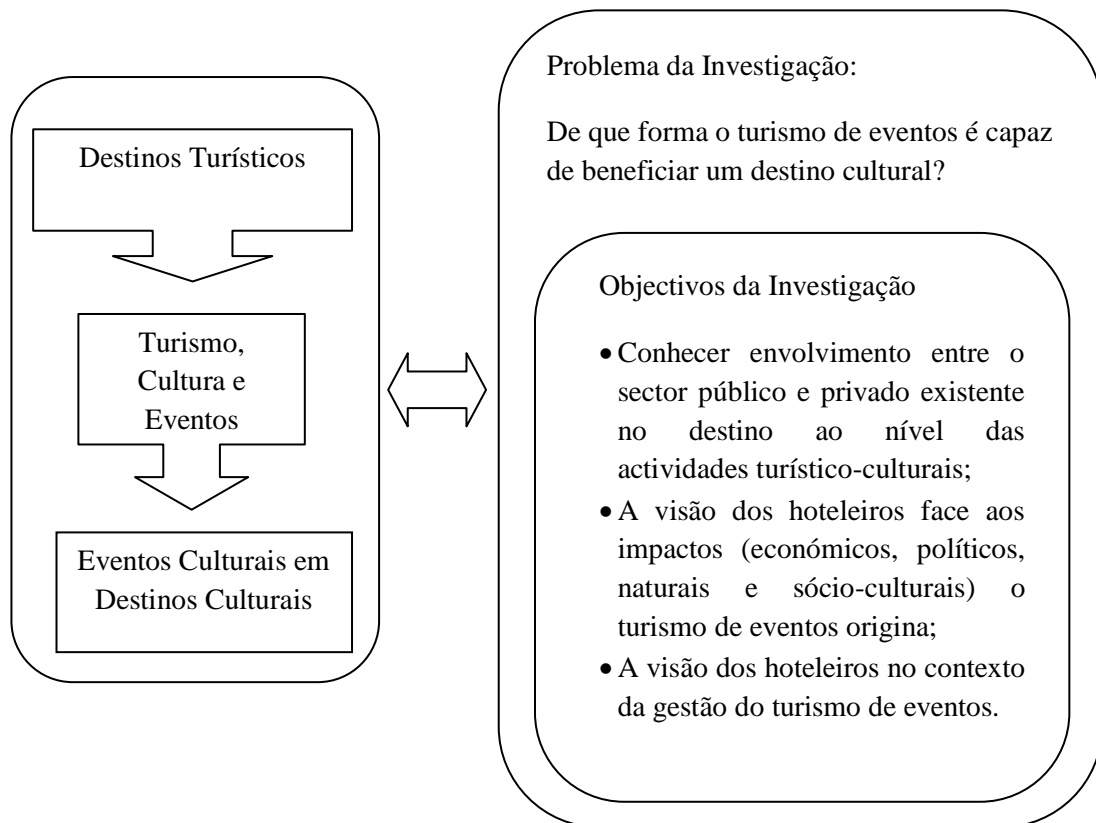 Destinos Turísticos
Turismo,
Cultura e
Eventos
Eventos Culturais em
Destinos Culturais
Problema da Investigação:
De que forma o turismo de eventos é capaz
de beneficiar um destino cultural?
Objectivos da Investigação
• Conhecer envolvimento entre o
sector público e privado existente
no destino ao nível das
actividades turístico-culturais;
• A visão dos hoteleiros face aos
impactos (económicos, políticos,
naturais e sócio-culturais) o
turismo de eventos origina;
• A visão dos hoteleiros no contexto
da gestão do turismo de eventos.